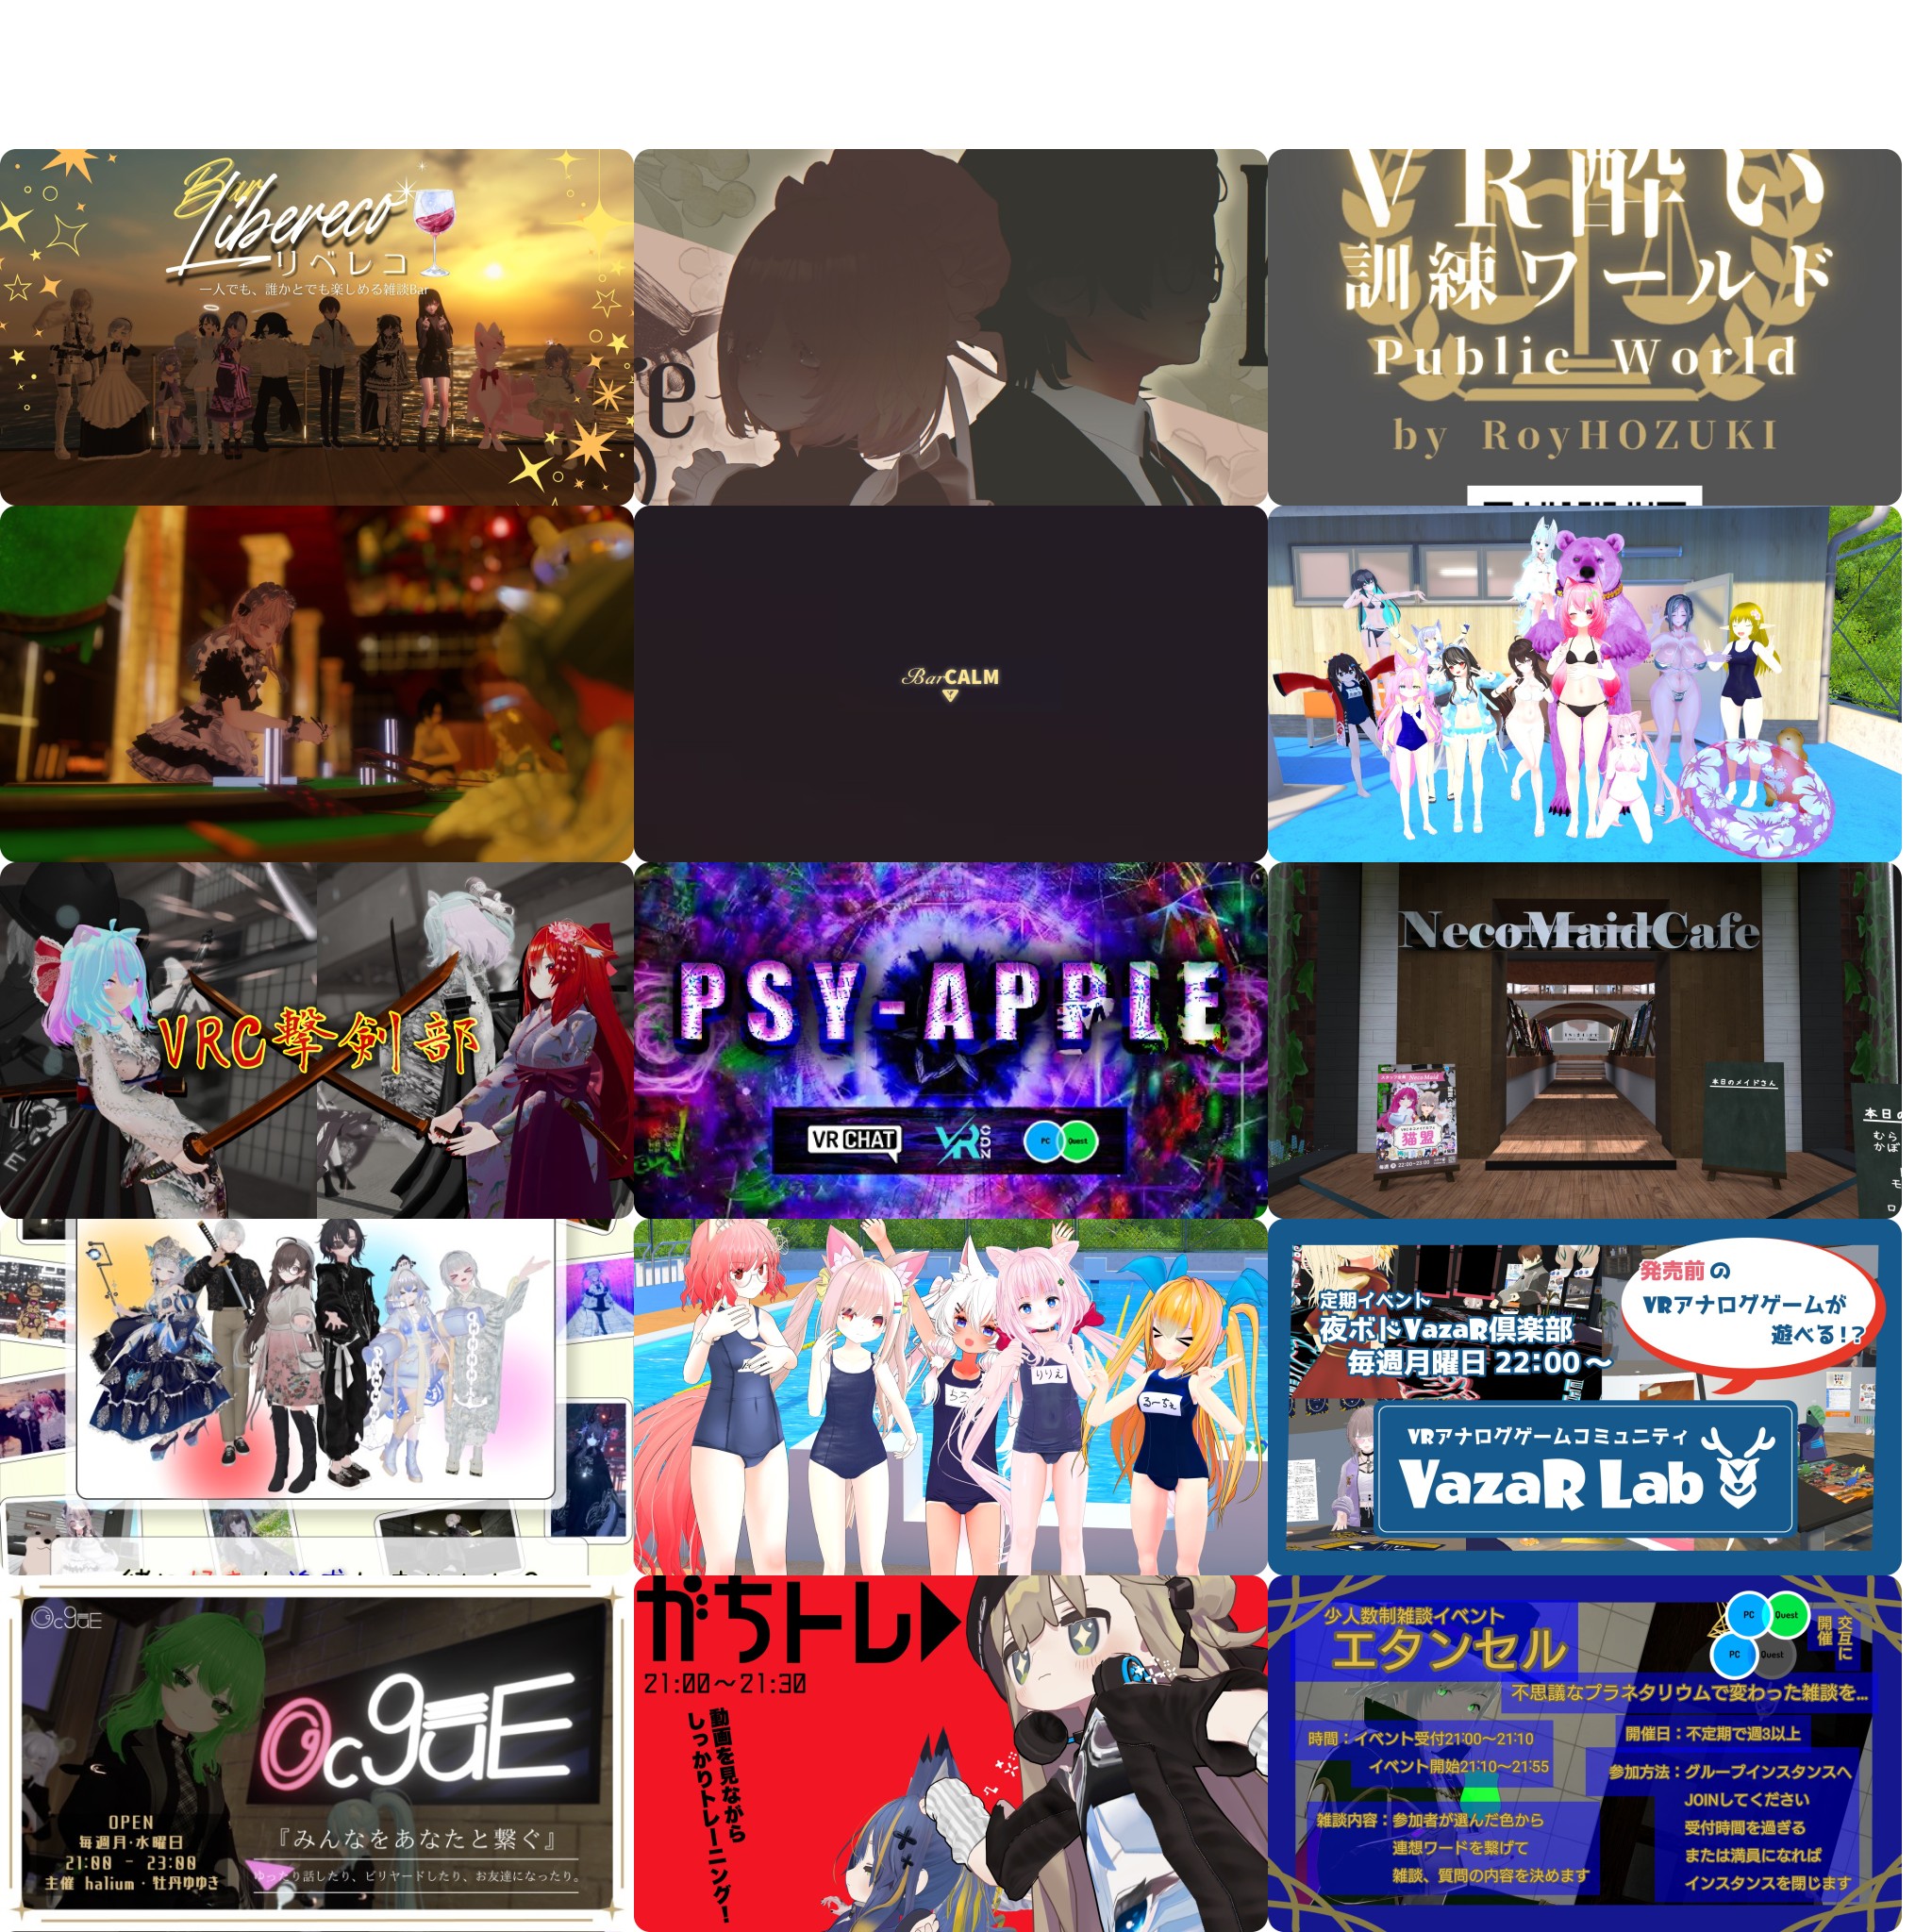 Bar
Libereco
リベレコ
一人でも、誰かとでも楽しめる雑談Bar
VR酔い
訓練ワールド
Public World
by RoyHOZUKI
BarCALM
VRC撃剣部
PSY-APPLE
VRCHAT
PC
Quest
NecoMaidCafe
猫盟
本日のメイドさん
むら
かぼ
モ
ロ
ちろ
りりえ
るーちぇ
定期イベント
夜ボドVazaR倶楽部
毎週月曜日 22:00～
発売前の
VRアナログゲームが
遊べる!?
VRアナログゲームコミュニティ
VazaR Lab
OcguE
OcguE
OPEN
毎週月・水曜日
21:00 - 23:00
主催 halium・牡丹ゆゆき
『みんなをあなたと繋ぐ』
ゆったり話したり、ビリヤードしたり、お友達になったり。
がちトレ▶
21:00～21:30
動画を見ながら
しっかりトレーニング！
少人数制雑談イベント
エタンセル
PC
Quest
PC
Quest
交互に
開催
不思議なプラネタリウムで変わった雑談を...
時間：イベント受付21:00～21:10
イベント開始21:10～21:55
雑談内容：参加者が選んだ色から
連想ワードを繋げて
雑談、質問の内容を決めます
開催日：不定期で週3以上
参加方法：グループインスタンスへ
JOINしてください
受付時間を過ぎる
または満員になれば
インスタンスを閉じます